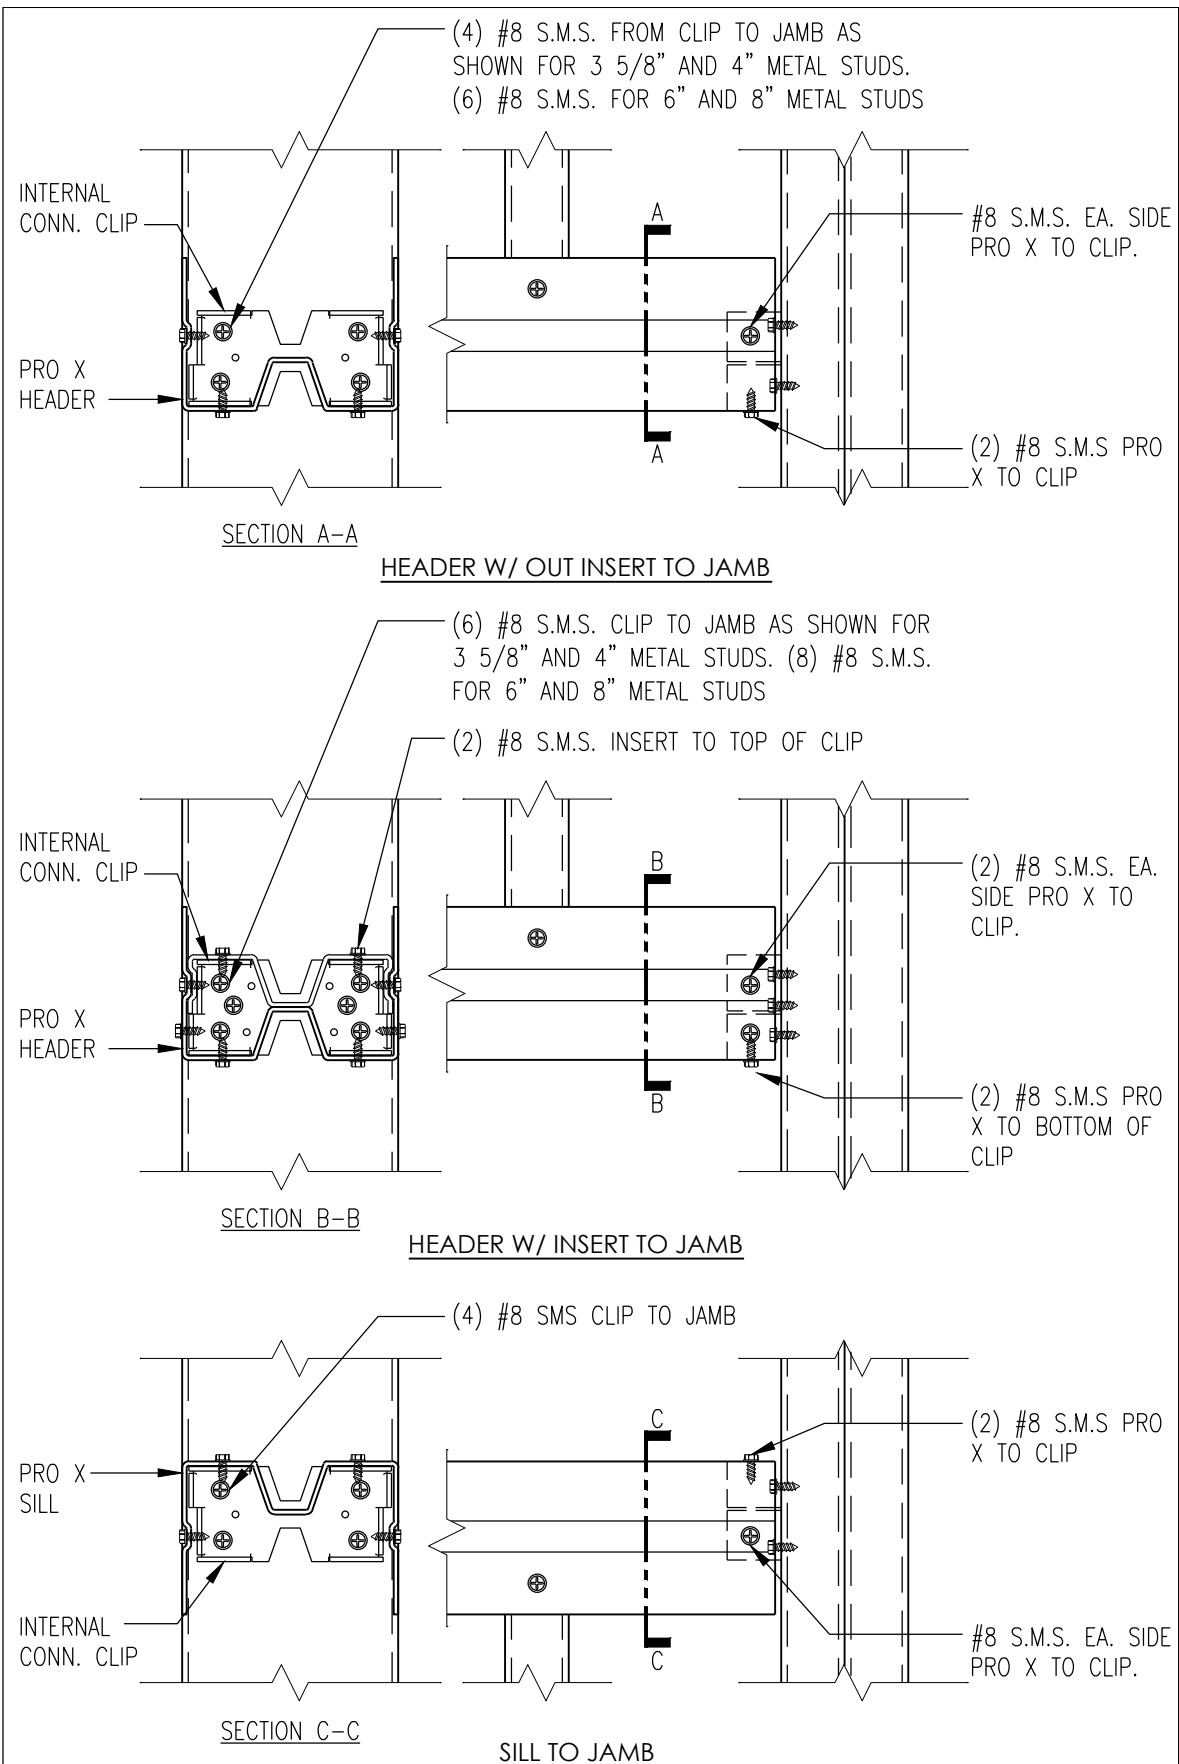 (4) #8 S.M.S. FROM CLIP TO JAMB AS
SHOWN FOR 3 5/8" AND 4" METAL STUDS.
(6) #8 S.M.S. FOR 6" AND 8" METAL STUDS
INTERNAL
CONN. CLIP
PRO X
HEADER
A
A
#8 S.M.S. EA. SIDE
PRO X TO CLIP.
(2) #8 S.M.S PRO
X TO CLIP
SECTION A-A
HEADER W/ OUT INSERT TO JAMB
(6) #8 S.M.S. CLIP TO JAMB AS SHOWN FOR
3 5/8" AND 4" METAL STUDS. (8) #8 S.M.S.
FOR 6" AND 8" METAL STUDS
(2) #8 S.M.S. INSERT TO TOP OF CLIP
INTERNAL
CONN. CLIP
PRO X
HEADER
B
B
(2) #8 S.M.S. EA.
SIDE PRO X TO
CLIP.
(2) #8 S.M.S PRO
X TO BOTTOM OF
CLIP
SECTION B-B
HEADER W/ INSERT TO JAMB
(4) #8 SMS CLIP TO JAMB
PRO X
SILL
INTERNAL
CONN. CLIP
C
C
(2) #8 S.M.S PRO
X TO CLIP
#8 S.M.S. EA. SIDE
PRO X TO CLIP.
SECTION C-C
SILL TO JAMB